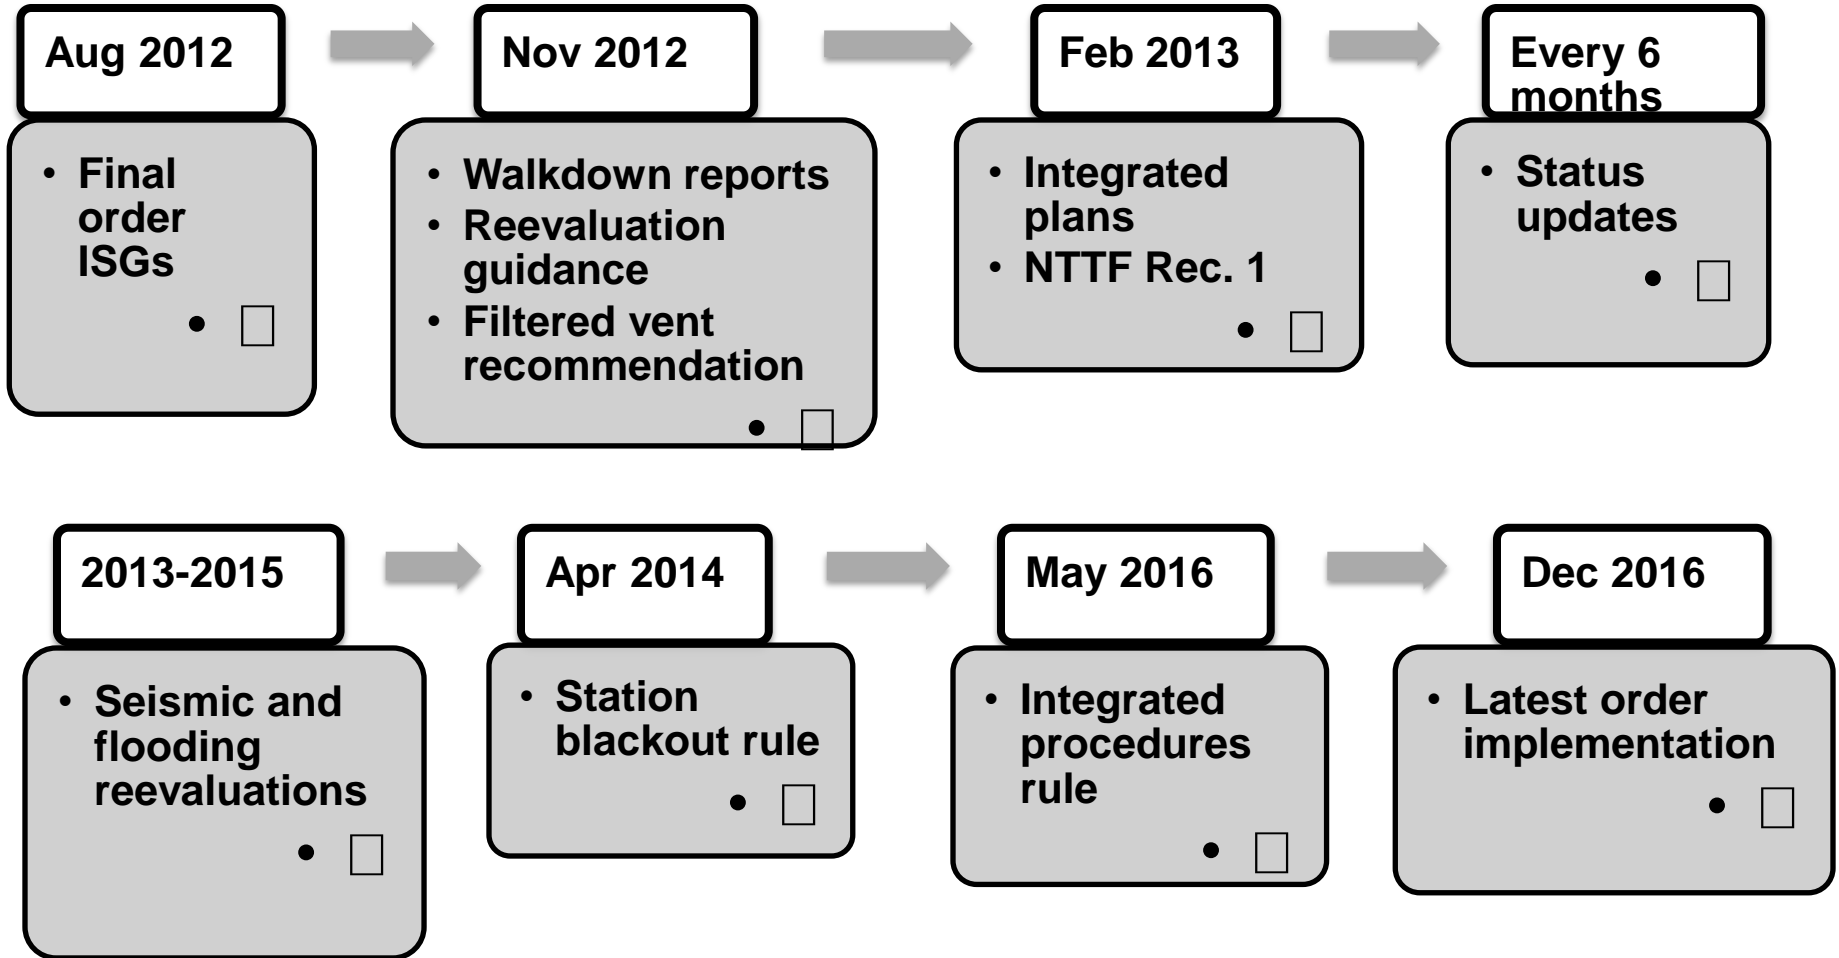 Aug 2012
• Final
order
ISGs
• □
Nov 2012
• Walkdown reports
• Reevaluation
guidance
• Filtered vent
recommendation
• □
Feb 2013
• Integrated
plans
• NTTF Rec. 1
• □
Every 6
months
• Status
updates
• □
2013-2015
• Seismic and
flooding
reevaluations
• □
Apr 2014
• Station
blackout rule
• □
May 2016
• Integrated
procedures
rule
• □
Dec 2016
• Latest order
implementation
• □